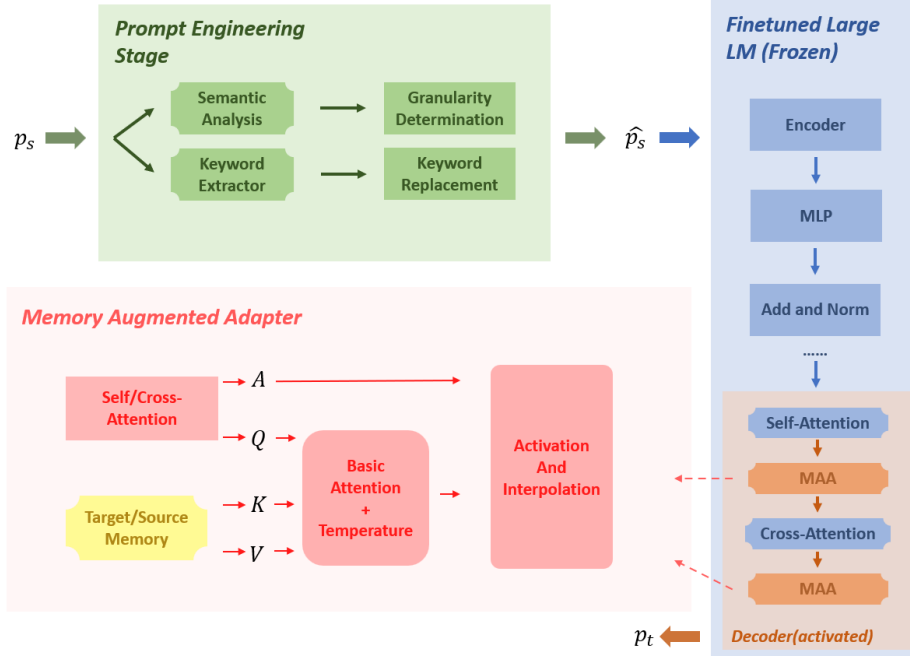 Prompt Engineering
Stage
p_s
Semantic
Analysis
Granularity
Determination
Keyword
Extractor
Keyword
Replacement
\hat{p_s}
Finetuned Large
LM (Frozen)
Encoder
MLP
Add and Norm
......
Self-Attention
MAA
Cross-Attention
MAA
Decoder(activated)
Memory Augmented Adapter
Self/Cross-
Attention
A
Q
Target/Source
Memory
K
V
Basic
Attention
+
Temperature
Activation
And
Interpolation
p_t